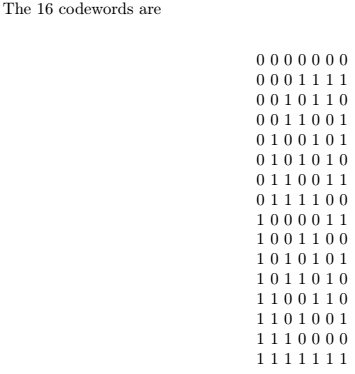 The 16 codewords are
0 0 0 0 0 0 0
0 0 0 1 1 1 1
0 0 1 0 1 1 0
0 0 1 1 0 0 1
0 1 0 0 1 0 1
0 1 0 1 0 1 0
0 1 1 0 0 1 1
0 1 1 1 1 0 0
1 0 0 0 0 1 1
1 0 0 1 1 0 0
1 0 1 0 1 0 1
1 0 1 1 0 1 0
1 1 0 0 1 1 0
1 1 0 1 0 0 1
1 1 1 0 0 0 0
1 1 1 1 1 1 1